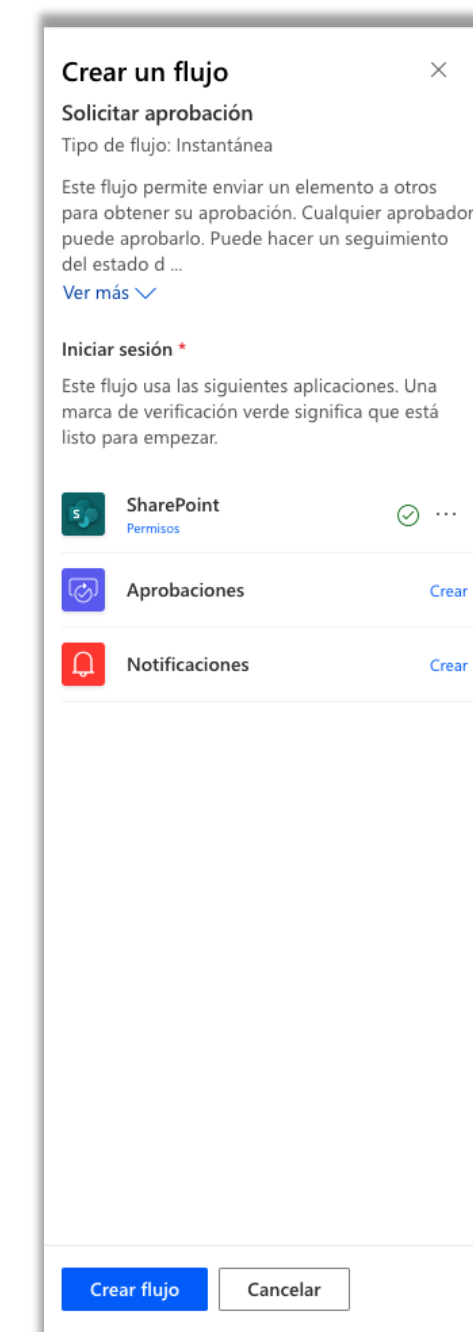 Crear un flujo
Solicitar aprobación
Tipo de flujo: Instantánea
Este flujo permite enviar un elemento a otros
para obtener su aprobación. Cualquier aprobador
puede aprobarlo. Puede hacer un seguimiento
del estado d ...
Ver más
Iniciar sesión *
Este flujo usa las siguientes aplicaciones. Una
marca de verificación verde significa que está
listo para empezar.
S
SharePoint
Permisos
...
Aprobaciones
Crear
Notificaciones
Crear
Crear flujo
Cancelar